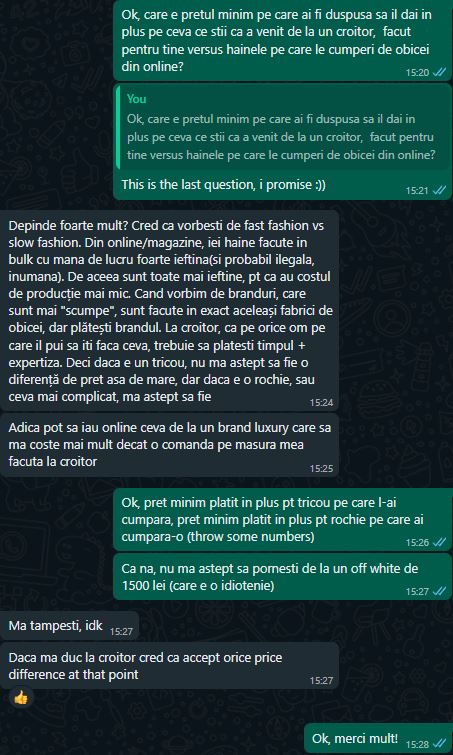 Ok, care e pretul minim pe care ai fi duspusa sa il dai in
plus pe ceva ce stii ca a venit de la un croitor,  facut
pentru tine versus hainele pe care le cumperi de obicei
din online?
15:20
You
Ok, care e pretul minim pe care ai fi duspusa sa il dai in
plus pe ceva ce stii ca a venit de la un croitor,  facut pentru
tine versus hainele pe care le cumperi de obicei din online?
This is the last question, i promise :))
15:21
Depinde foarte mult? Cred ca vorbesti de fast fashion vs
slow fashion. Din online/magazine, iei haine facute in
bulk cu mana de lucru foarte ieftina(si probabil ilegala,
inumana). De aceea sunt toate mai ieftine, pt ca au costul
de producție mai mic. Cand vorbim de branduri, care
sunt mai "scumpe", sunt facute in exact aceleași fabrici de
obicei, dar plătești brandul. La croitor, ca pe orice om pe
care il pui sa iti faca ceva, trebuie sa platesti timpul +
expertiza. Deci daca e un tricou, nu ma astept sa fie o
diferență de pret asa de mare, dar daca e o rochie, sau
ceva mai complicat, ma astept sa fie
15:24
Adica pot sa iau online ceva de la un brand luxury care sa
ma coste mai mult decat o comanda pe masura mea
facuta la croitor
15:25
Ok, pret minim platit in plus pt tricou pe care l-ai
cumpara, pret minim platit in plus pt rochie pe care ai
cumpara-o (throw some numbers)
15:26
Ca na, nu ma astept sa pornesti de la un off white de
1500 lei (care e o idiotenie)
15:27
Ma tampesti, idk
15:27
Daca ma duc la croitor cred ca accept orice price
difference at that point
15:27
Ok, merci mult!
15:28